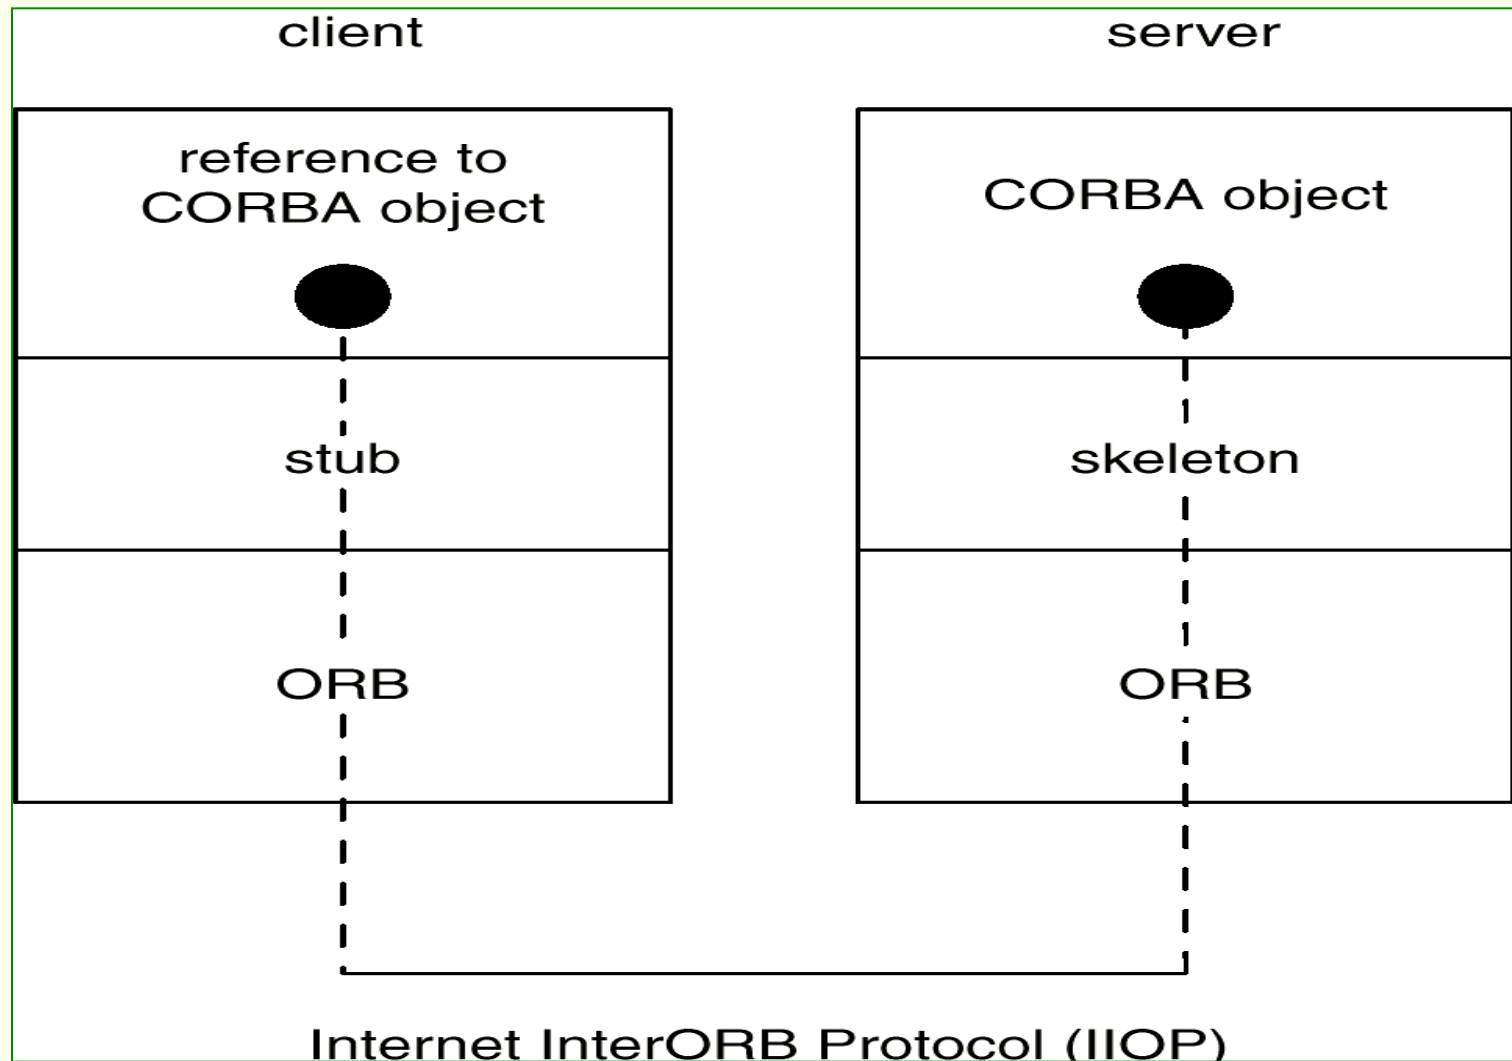 client
server
reference to
CORBA object
CORBA object
stub
skeleton
ORB
ORB
Internet InterORB Protocol (IIOP)